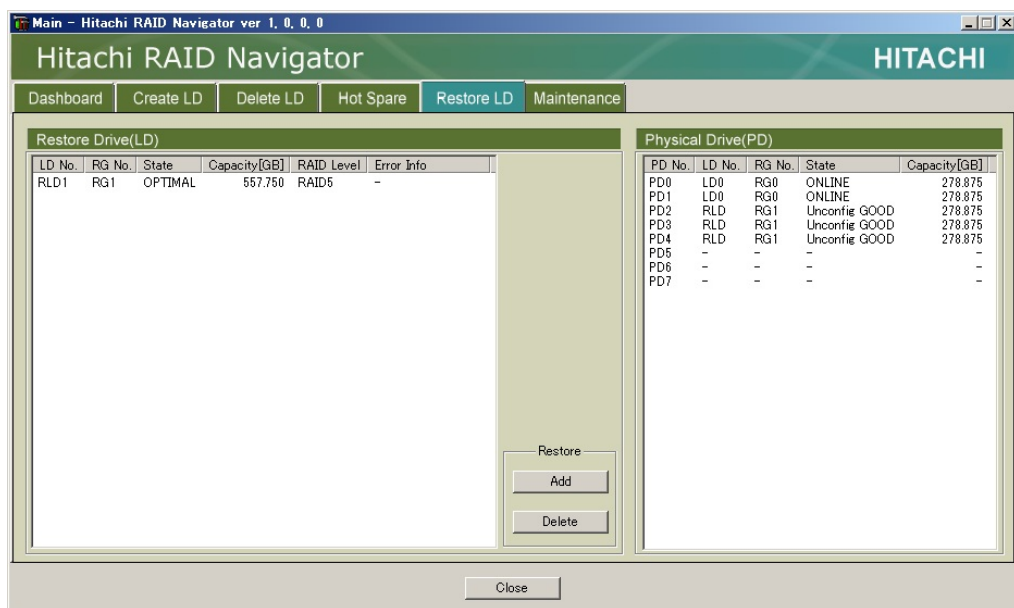 Main - Hitachi RAID Navigator ver 1, 0, 0, 0
Hitachi RAID Navigator
HITACHI
Dashboard Create LD Delete LD Hot Spare Restore LD Maintenance
Restore Drive(LD)
LD No. RG No. State Capacity[GB] RAID Level Error Info
RLD1 RG1 OPTIMAL 557.750 RAID5 -
Restore
Add
Delete
Physical Drive(PD)
PD No. LD No. RG No. State Capacity[GB]
PD0 LD0 RG0 ONLINE 278.875
PD1 LD0 RG0 ONLINE 278.875
PD2 RLD RG1 Unconfig GOOD 278.875
PD3 RLD RG1 Unconfig GOOD 278.875
PD4 RLD RG1 Unconfig GOOD 278.875
PD5 - - - -
PD6 - - - -
PD7 - - - -
Close